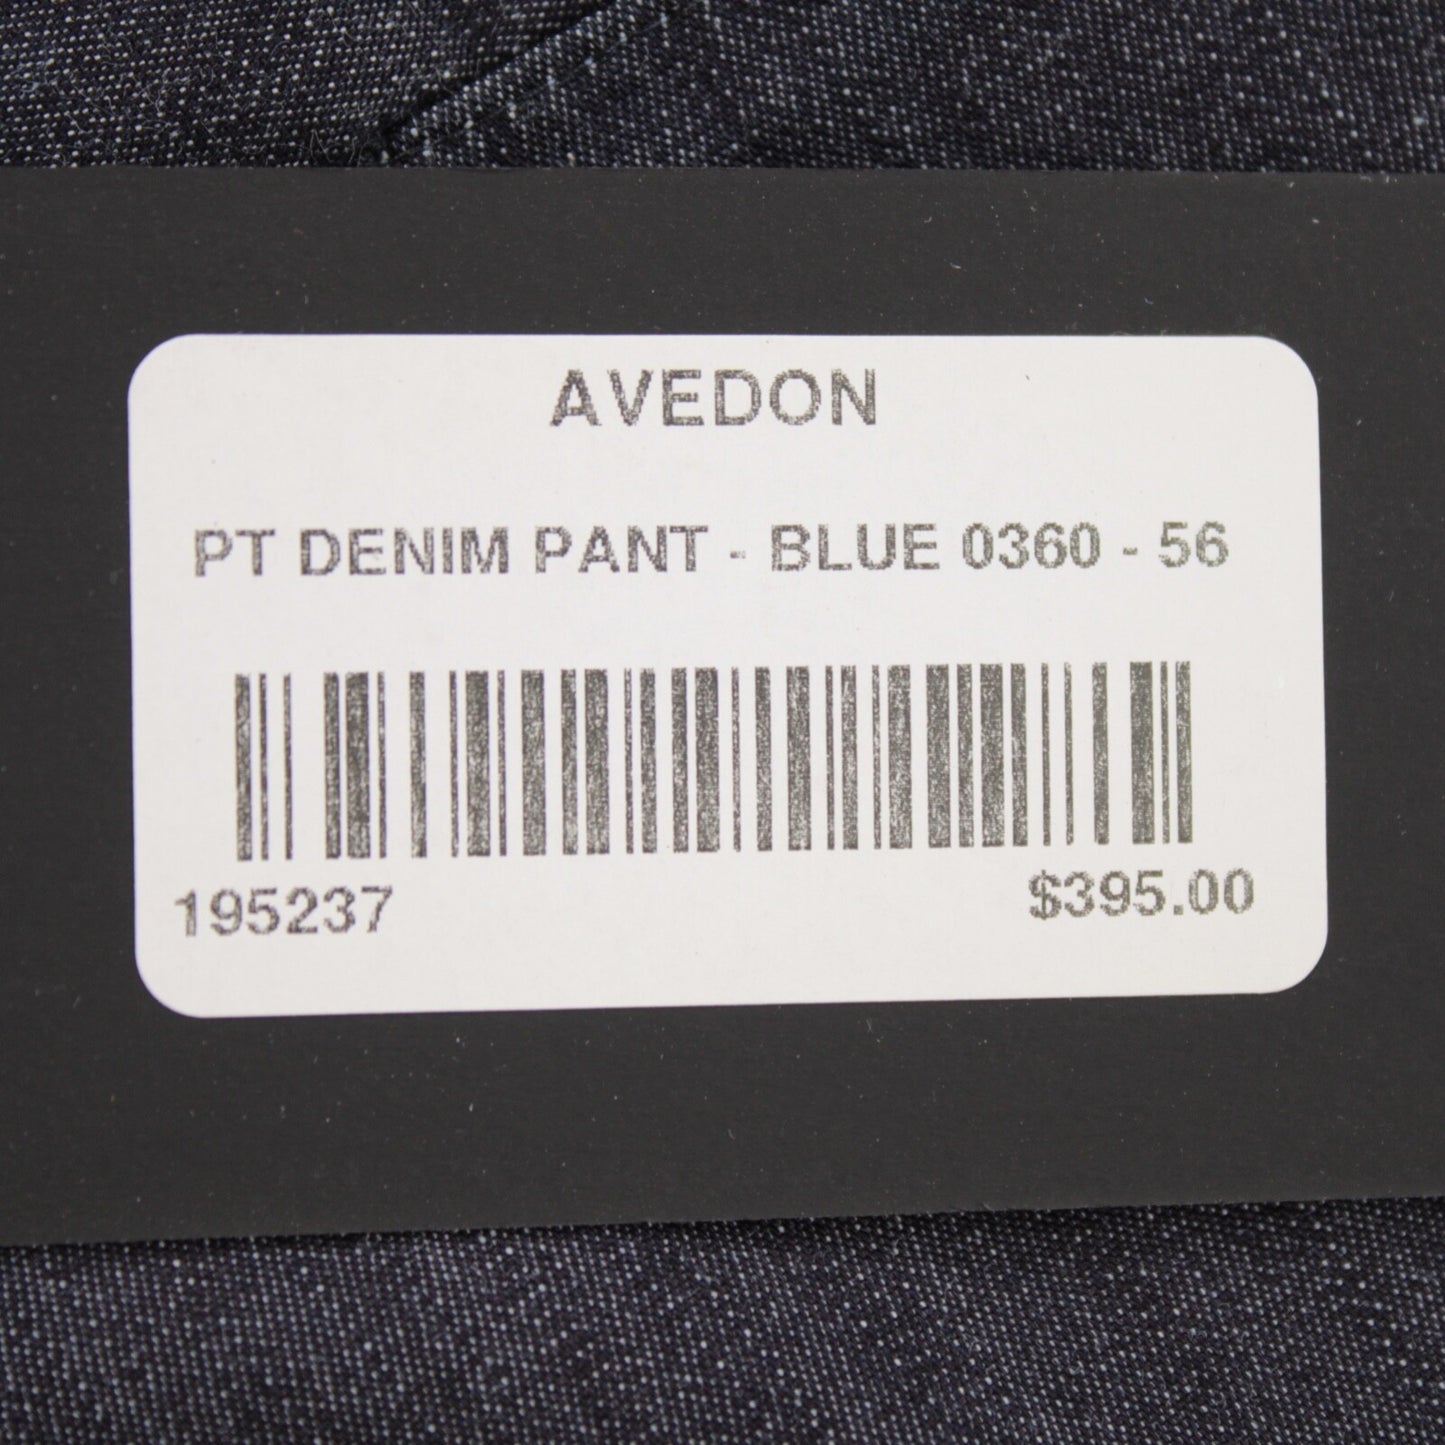 AVEDON
PT DENIM PANT - BLUE 0360 - 56
195237 $395.00